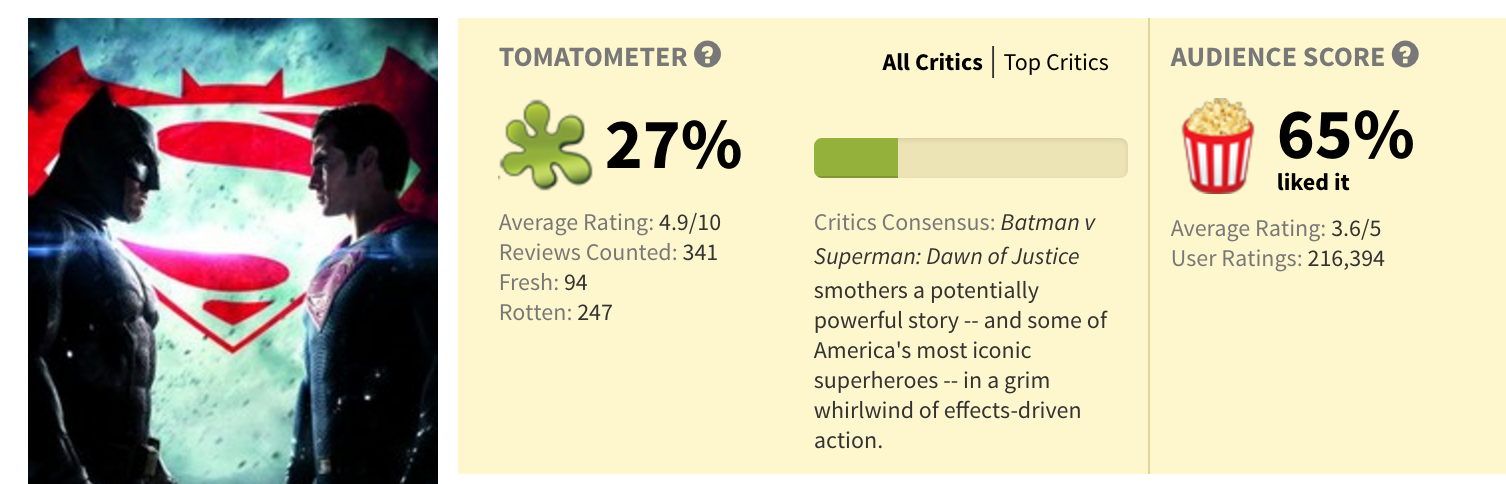 TOMATOMETER ?
All Critics | Top Critics
27%
Average Rating: 4.9/10
Reviews Counted: 341
Fresh: 94
Rotten: 247
Critics Consensus: Batman v
Superman: Dawn of Justice
smothers a potentially
powerful story -- and some of
America's most iconic
superheroes -- in a grim
whirlwind of effects-driven
action.
AUDIENCE SCORE ?
65%
liked it
Average Rating: 3.6/5
User Ratings: 216,394